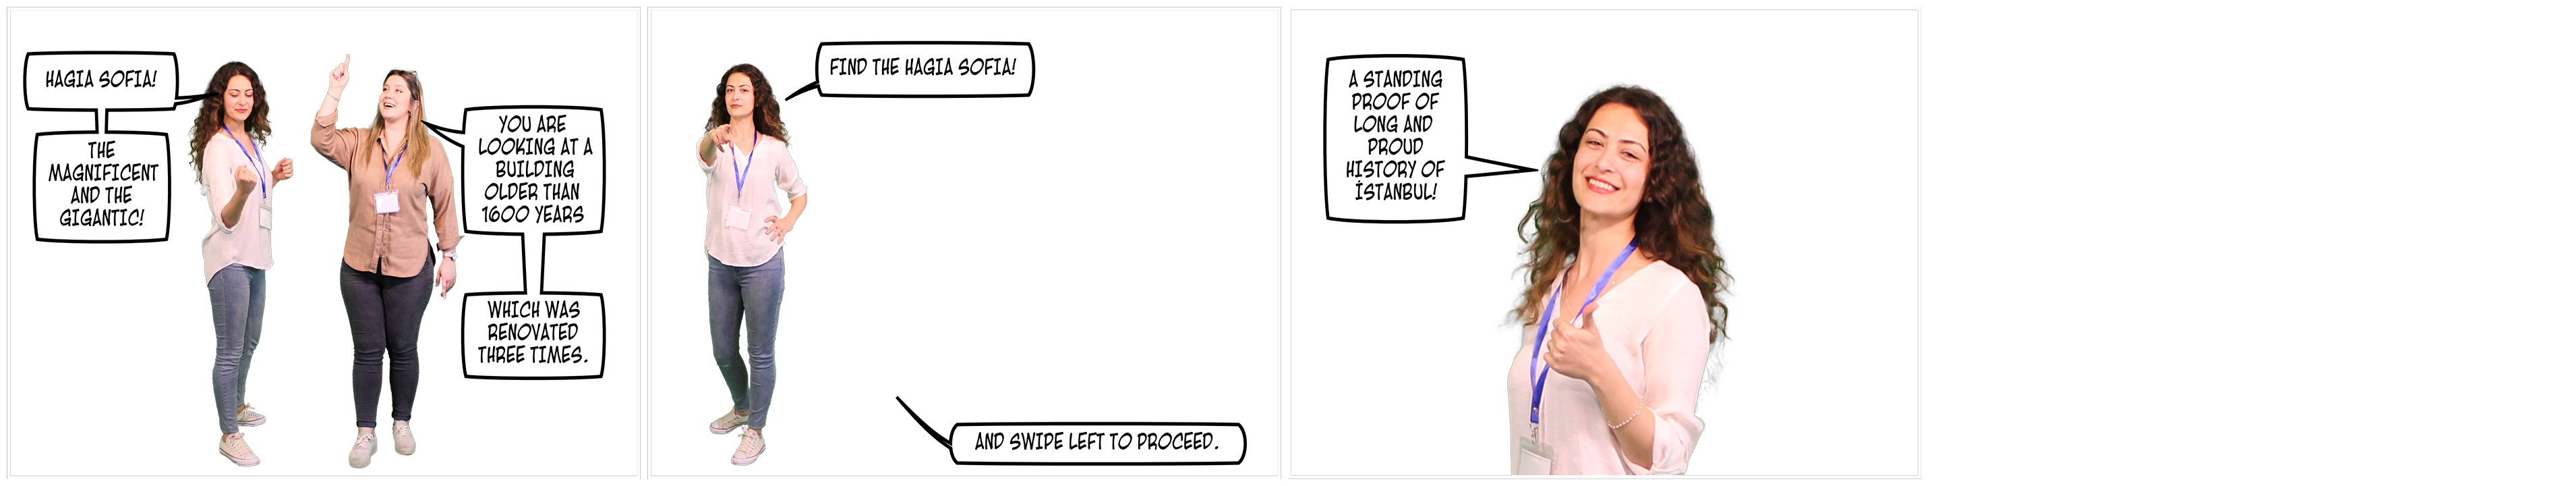 HAGIA SOFIA!
THE
MAGNIFICENT
AND THE
GIGANTIC!
YOU ARE
LOOKING AT A
BUILDING
OLDER THAN
1600 YEARS
WHICH WAS
RENOVATED
THREE TIMES.
FIND THE HAGIA SOFIA!
AND SWIPE LEFT TO PROCEED.
A STANDING
PROOF OF
LONG AND
PROUD
HISTORY OF
İSTANBUL!